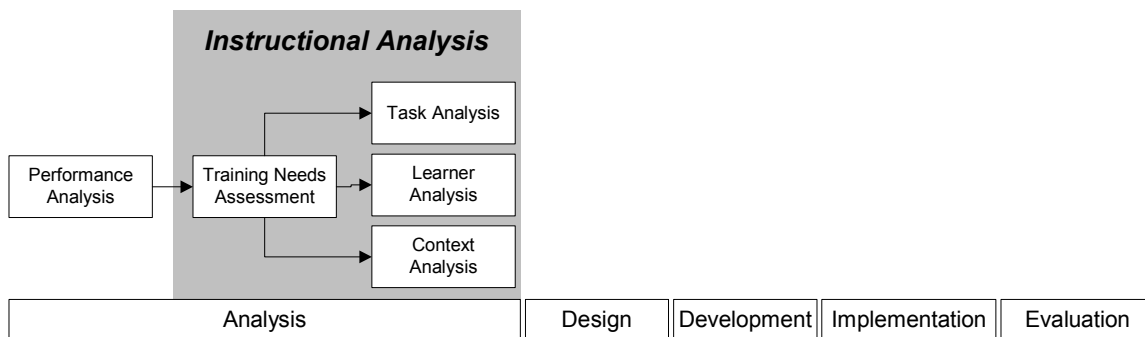 Instructional Analysis
Task Analysis
Performance
Analysis
Training Needs
Assessment
Learner
Analysis
Context
Analysis
Analysis
Design
Development
Implementation
Evaluation